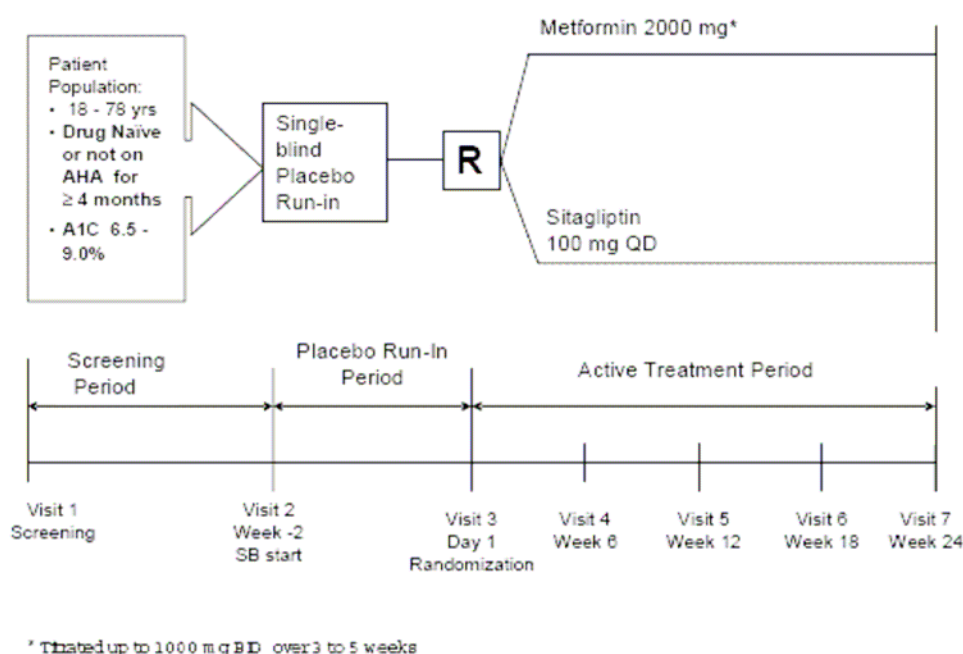 Patient
Population:
• 18 - 78 yrs
• Drug Naïve
or not on
AHA for
≥ 4 months
• A1C 6.5 -
9.0%
Single-
blind
Placebo
Run-in
R
Metformin 2000 mg*
Sitagliptin
100 mg QD
Screening
Period
Placebo Run-In
Period
Active Treatment Period
Visit 1
Screening
Visit 2
Week -2
SB start
Visit 3
Day 1
Randomization
Visit 4
Week 6
Visit 5
Week 12
Visit 6
Week 18
Visit 7
Week 24
* Titrated up to 1000 mg BID over 3 to 5 weeks